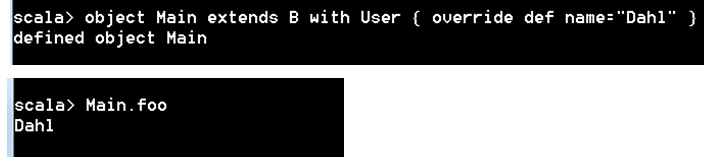 scala> object Main extends B with User { override def name="Dahl" }
defined object Main
scala> Main.foo
Dahl